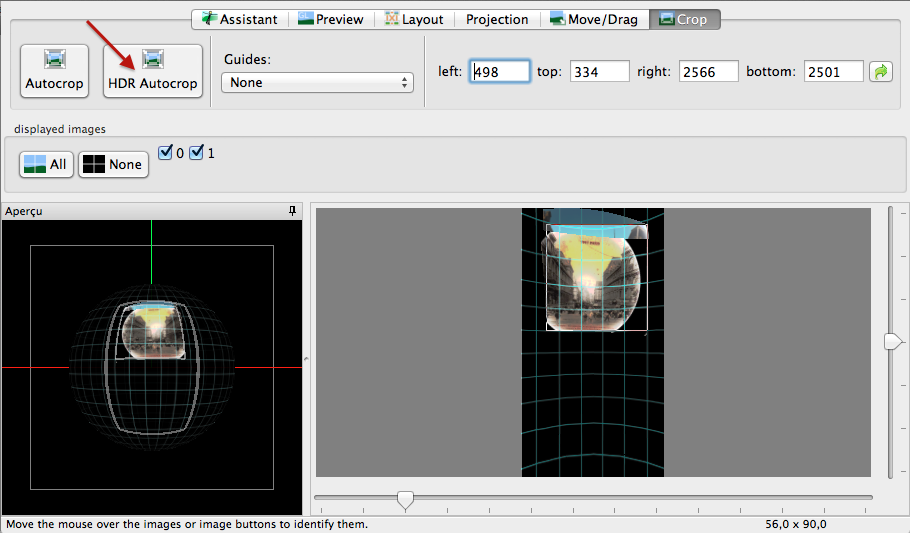 Assistant Preview Layout Projection Move/Drag Crop
Autocrop HDR Autocrop
Guides:
None
left: 498 top: 334 right: 2566 bottom: 2501
displayed images
All None 0 1
Aperçu
Move the mouse over the images or image buttons to identify them. 56,0 x 90,0